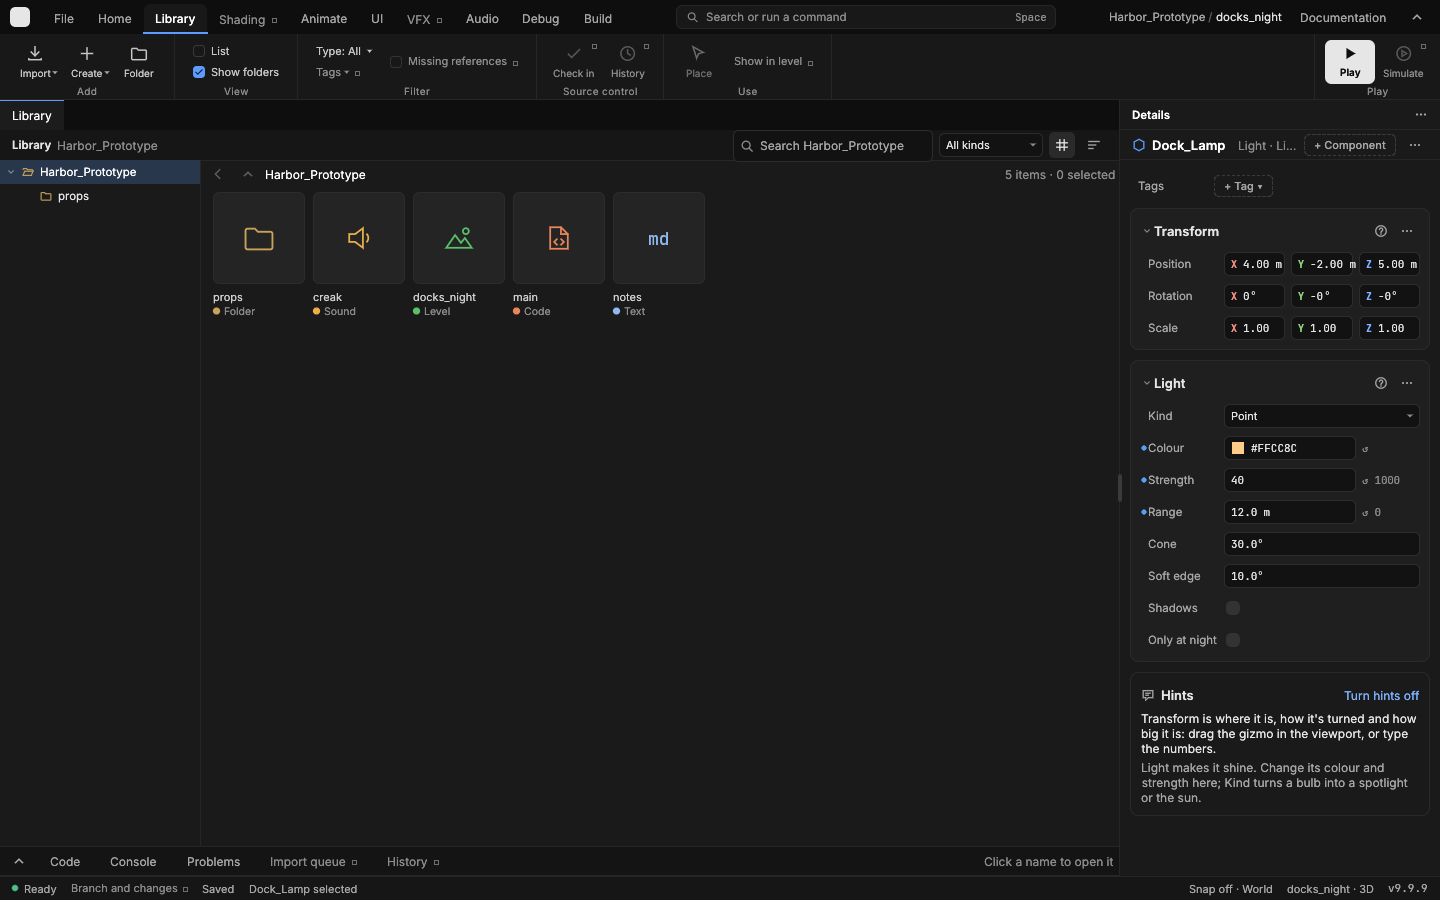 File Home Library Shading Animate UI VFX Audio Debug Build Search or run a command Space Harbor_Prototype / docks_night Documentation
Import Create Folder
Add
List
Show folders
View
Type: All
Tags
Missing references
Filter
Check in History
Source control
Place Show in level
Use
Play Simulate
Play
Library
Library Harbor_Prototype
Search Harbor_Prototype All kinds
Harbor_Prototype
props
Harbor_Prototype 5 items · 0 selected
md
props creak docks_night main notes
Folder Sound Level Code Text
Details
Dock_Lamp Light · Li... + Component
Tags + Tag
Transform
Position X 4.00 m Y -2.00 m Z 5.00 m
Rotation X 0° Y -0° Z -0°
Scale X 1.00 Y 1.00 Z 1.00
Light
Kind Point
Colour #FFCC8C
Strength 40 1000
Range 12.0 m 0
Cone 30.0°
Soft edge 10.0°
Shadows
Only at night
Hints Turn hints off
Transform is where it is, how it's turned and how
big it is: drag the gizmo in the viewport, or type
the numbers.
Light makes it shine. Change its colour and
strength here; Kind turns a bulb into a spotlight
or the sun.
Code Console Problems Import queue History Click a name to open it
Ready Branch and changes Saved Dock_Lamp selected Snap off · World docks_night · 3D v9.9.9